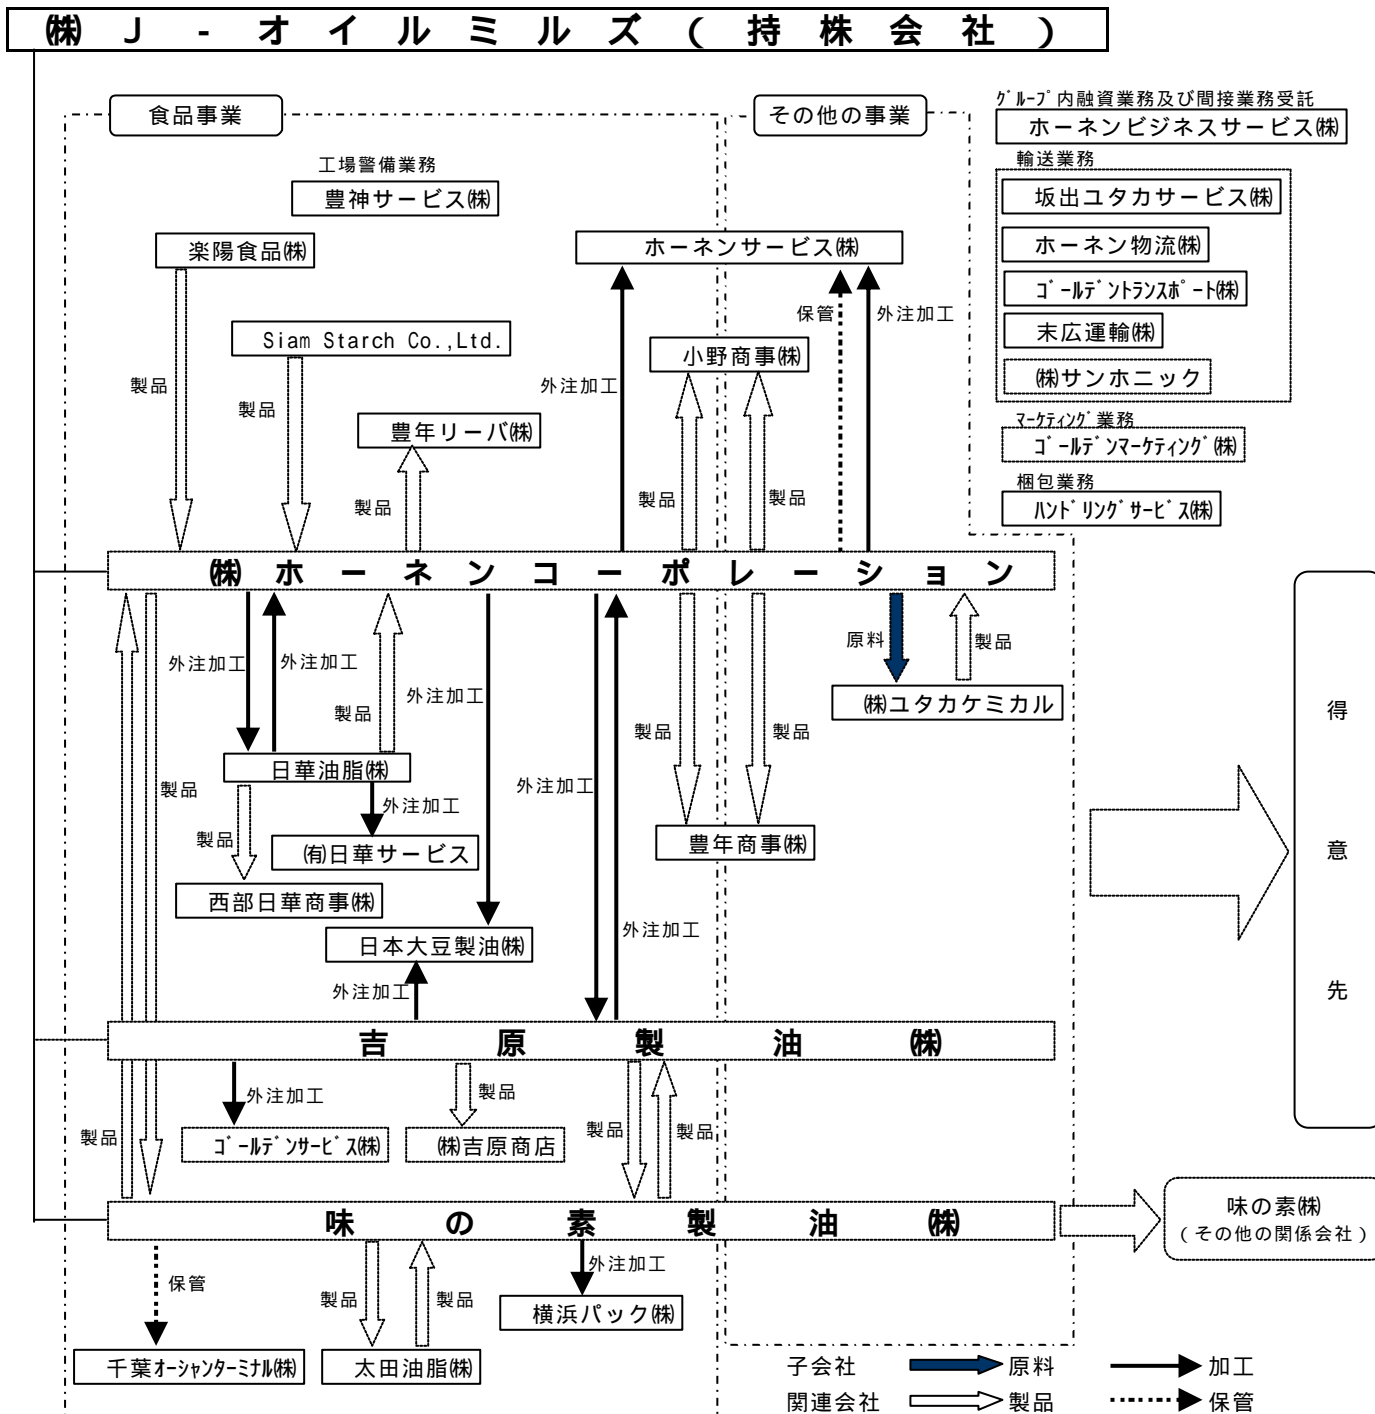 ㈱J-オイルミルズ(持株会社)
食品事業
その他の事業
グループ内融資業務及び間接業務受託
ホーネンビジネスサービス㈱
工場警備業務
豊神サービス㈱
輸送業務
坂出ユタカサービス㈱
ホーネン物流㈱
ゴールデントランスポート㈱
末広運輸㈱
㈱サンホニック
マーケティング業務
ゴールデンマーケティング㈱
梱包業務
ハンドリングサービス㈱
楽陽食品㈱
ホーネンサービス㈱
保管
外注加工
Siam Starch Co.,Ltd.
小野商事㈱
製品
製品
外注加工
豊年リーバ㈱
製品
製品
製品
㈱ホーネンコーポレーション
外注加工
外注加工
外注加工
製品
原料
製品
㈱ユタカケミカル
製品
製品
日華油脂㈱
製品
外注加工
外注加工
製品
㈲日華サービス
豊年商事㈱
西部日華商事㈱
日本大豆製油㈱
外注加工
外注加工
得
意
先
吉原製油㈱
外注加工
製品
製品
製品
製品
ゴールデンサービス㈱
㈱吉原商店
味の素製油㈱
味の素㈱
(その他の関係会社)
保管
製品
製品
外注加工
横浜パック㈱
千葉オーシャンターミナル㈱
太田油脂㈱
子会社
原料
加工
関連会社
製品
保管